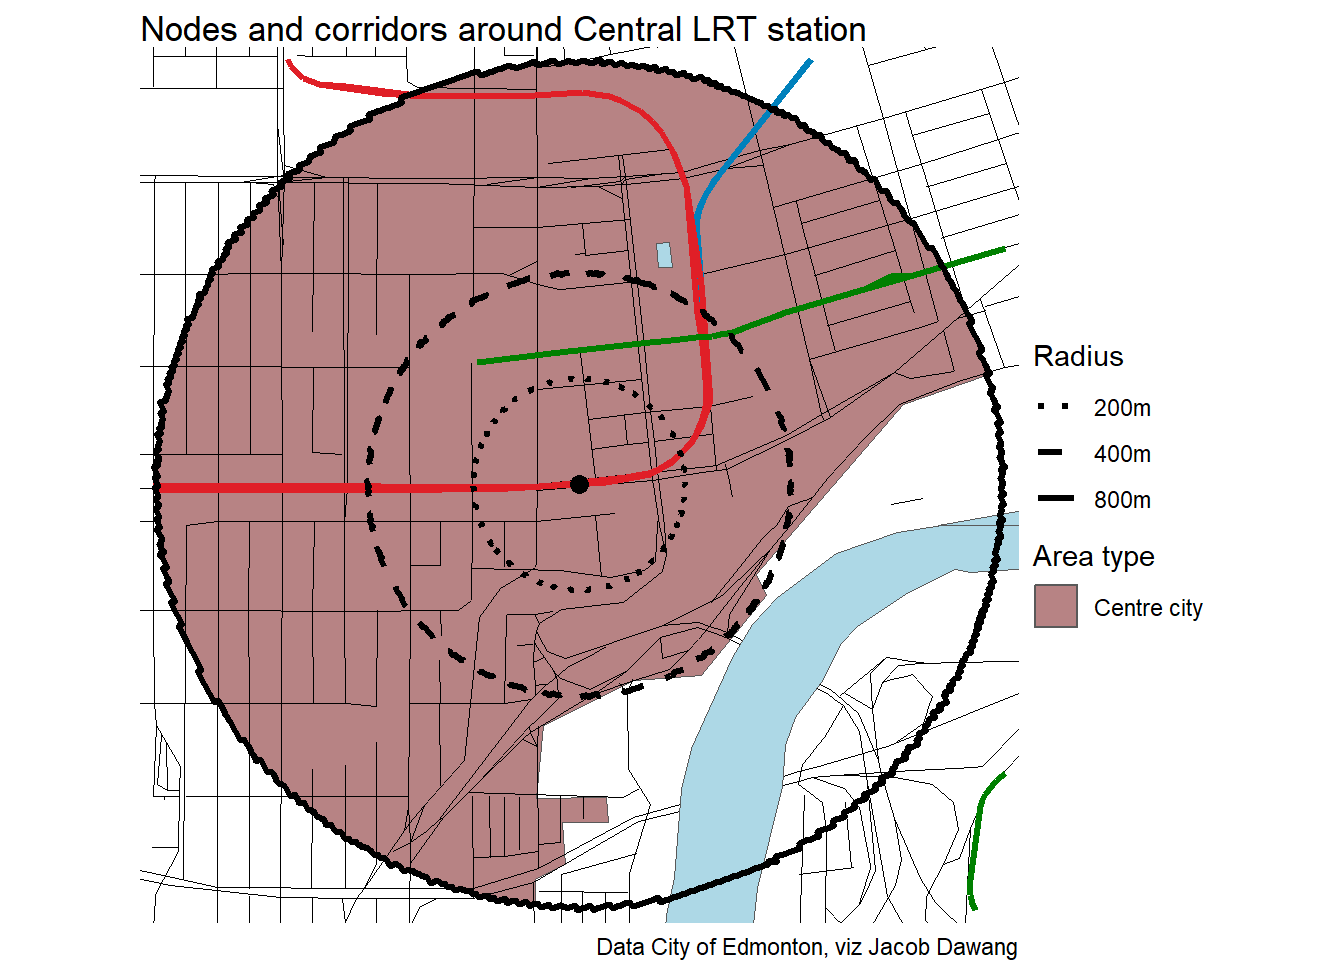 Nodes and corridors around Central LRT station
Radius
200m
400m
800m
Area type
Centre city
Data City of Edmonton, viz Jacob Dawang